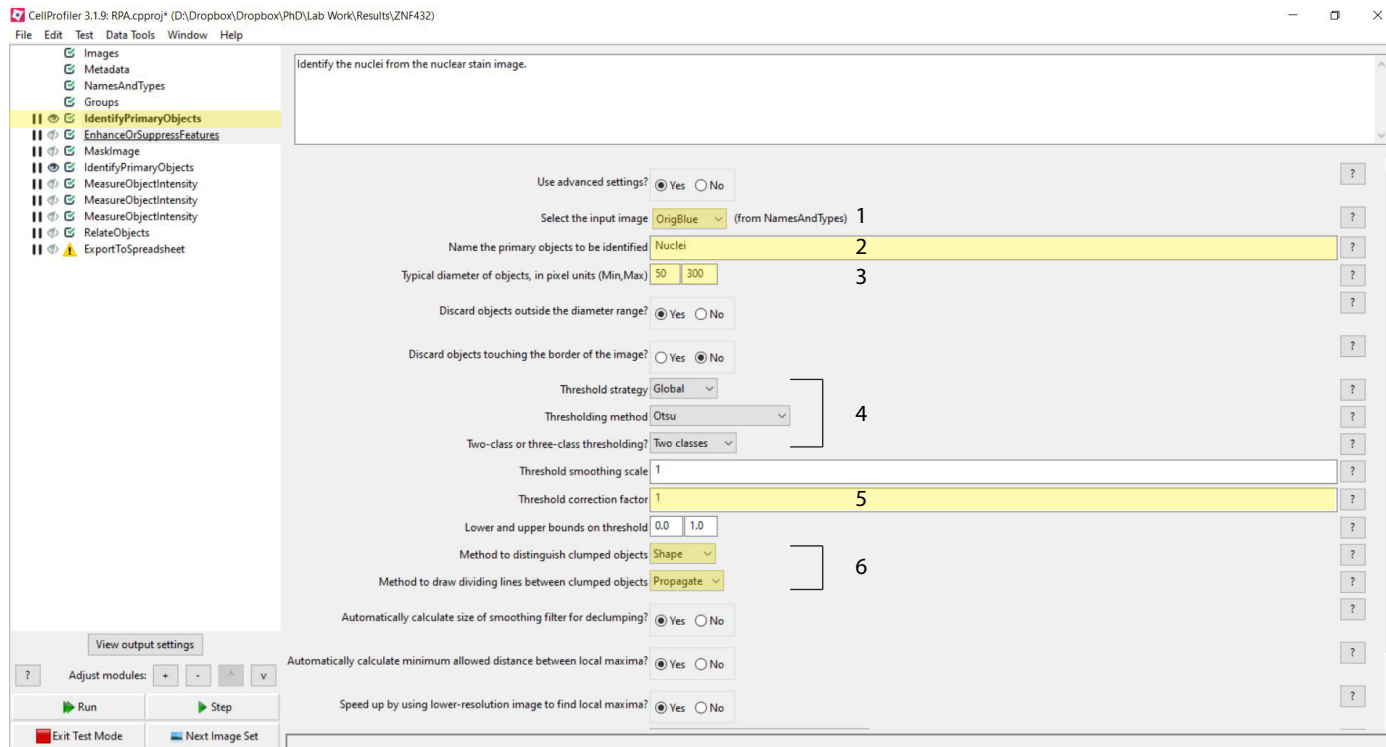 CellProfiler 3.1.9: RPA.cpproj* (D:\Dropbox\Dropbox\PhD\Lab Work\Results\ZNF432)
File Edit Test Data Tools Window Help
Images
Metadata
NamesAndTypes
Groups
IdentifyPrimaryObjects
EnhanceOrSuppressFeatures
MaskImage
IdentifyPrimaryObjects
MeasureObjectIntensity
MeasureObjectIntensity
MeasureObjectIntensity
RelateObjects
ExportToSpreadsheet
View output settings
? Adjust modules: + - ^ v
Run Step
Exit Test Mode Next Image Set
Identify the nuclei from the nuclear stain image.
Use advanced settings? Yes No ?
Select the input image OrigBlue (from NamesAndTypes) 1 ?
Name the primary objects to be identified Nuclei 2 ?
Typical diameter of objects, in pixel units (Min,Max) 50 300 3 ?
Discard objects outside the diameter range? Yes No ?
Discard objects touching the border of the image? Yes No ?
Threshold strategy Global ?
Thresholding method Otsu 4 ?
Two-class or three-class thresholding? Two classes ?
Threshold smoothing scale 1 ?
Threshold correction factor 1 5 ?
Lower and upper bounds on threshold 0.0 1.0 ?
Method to distinguish clumped objects Shape ?
6
Method to draw dividing lines between clumped objects Propagate ?
Automatically calculate size of smoothing filter for declumping? Yes No ?
Automatically calculate minimum allowed distance between local maxima? Yes No ?
Speed up by using lower-resolution image to find local maxima? Yes No ?